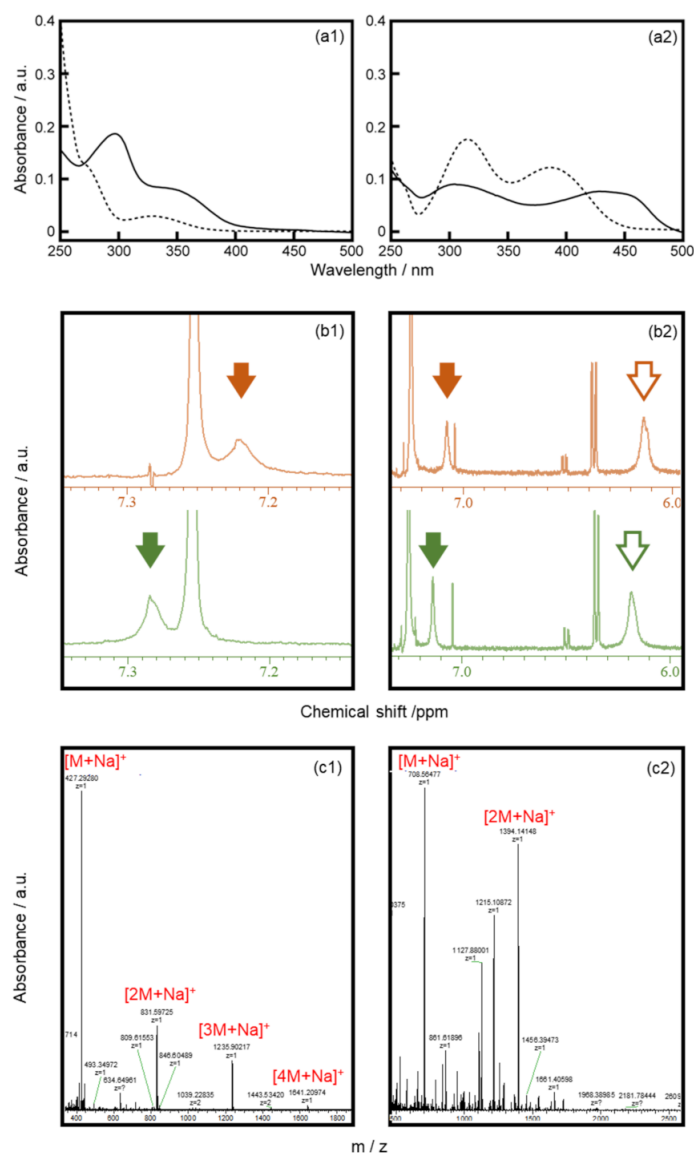 (a1)
(a2)
0.4
0.3
0.2
0.1
0
0.4
0.3
0.2
0.1
0
Absorbance / a.u.
250 300 350 400 450 500
250 300 350 400 450 500
Wavelength / nm
(b1)
(b2)
7.3 7.2
7.0 6.0
Absorbance / a.u.
7.3 7.2
7.0 6.0
Chemical shift /ppm
(c1)
[M+Na]+
427.29280
z=1
[2M+Na]+
831.59725
z=1
[3M+Na]+
1235.90217
z=1
[4M+Na]+
1641.20974
z=1
714
493.34972
z=1
634.64961
z=?
809.61553
z=1
846.60489
z=1
1039.22835
z=2
1443.53420
z=2
400 600 800 1000 1200 1400 1600 1800
(c2)
[M+Na]+
708.56477
z=1
[2M+Na]+
1394.14148
z=1
1215.10872
z=1
0375
1127.88001
z=1
861.61896
z=1
1456.39473
z=1
1661.40598
z=1
1968.38985
z=?
2181.78444
z=?
2609
500 1000 1500 2000 2500
Absorbance / a.u.
m / z